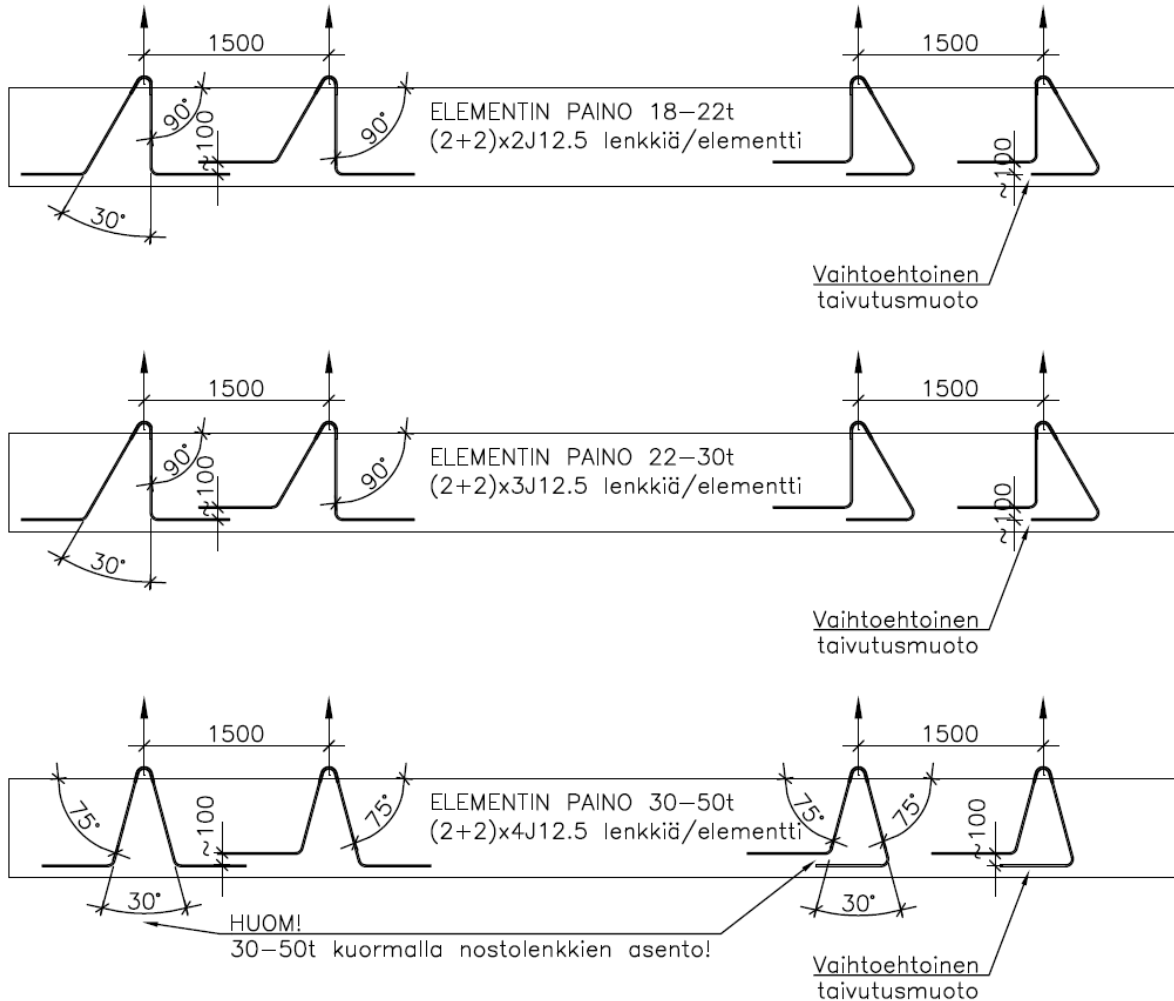 1500
1500
90°
90°
~100
30°
ELEMENTIN PAINO 18-22t
(2+2)x2J12.5 lenkkiä/elementti
~100
Vaihtoehtoinen
taivutusmuoto
1500
1500
90°
90°
~100
30°
ELEMENTIN PAINO 22-30t
(2+2)x3J12.5 lenkkiä/elementti
~100
Vaihtoehtoinen
taivutusmuoto
1500
1500
75°
75°
~100
30°
ELEMENTIN PAINO 30-50t
(2+2)x4J12.5 lenkkiä/elementti
75°
75°
~100
30°
HUOM!
30-50t kuormalla nostolenkkien asento!
Vaihtoehtoinen
taivutusmuoto